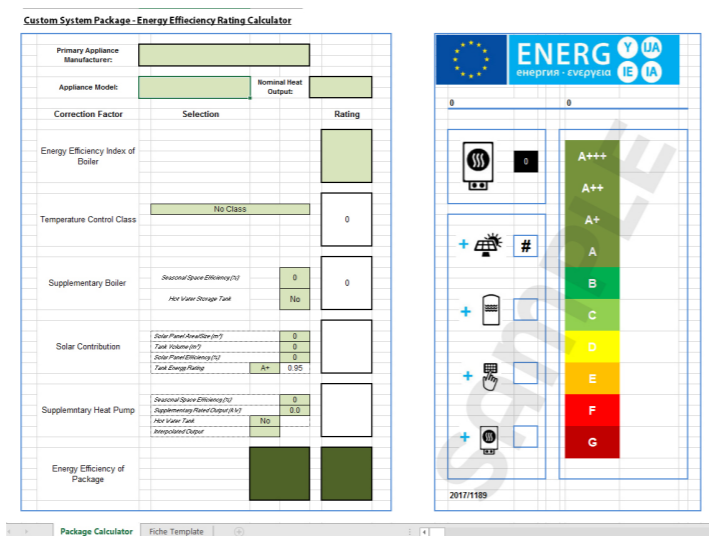 Custom System Package - Energy Effieciency Rating Calculator
Primary Appliance
Manufacturer:
Appliance Model:
Nominal Heat
Output:
Correction Factor Selection Rating
Energy Efficiency Index of
Boiler
Temperature Control Class
No Class
0
Supplementary Boiler
Seasonal Space Efficiency (%) 0
Hot Water Storage Tank No
0
Solar Contribution
Solar Panel Area/Size (m²) 0
Tank Volume (m³) 0
Solar Panel Efficiency (%) 0
Tank Energy Rating A+ 0.95
Supplemntary Heat Pump
Seasonal Space Efficiency (%) 0
Supplementary Rated Output (kW) 0.0
Hot Water Tank No
Interpolated Output
Energy Efficiency of
Package
ENERG Y UA
енергия · ενεργεια IE IA
0 0
0
+ #
+
+
+
A+++
A++
A+
A
B
C
D
E
F
G
SAMPLE
2017/1189
Package Calculator Fiche Template